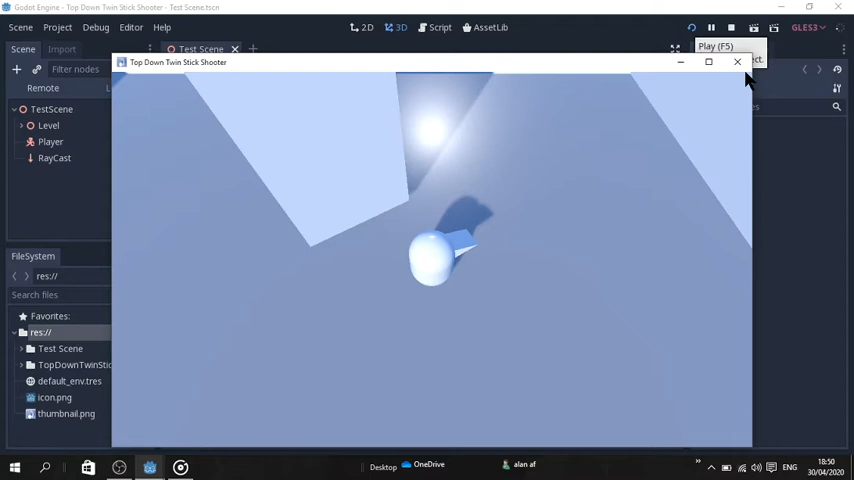 Godot Engine - Top Down Twin Stick Shooter - Test Scene.tscn
Scene Project Debug Editor Help
2D 3D Script AssetLib
GLES3
Scene Import
Test Scene
Play (F5)
ect.
Filter nodes
Top Down Twin Stick Shooter
Remote
L
es
TestScene
Level
Player
RayCast
FileSystem
res://
Search files
Favorites:
res://
Test Scene
TopDownTwinStic
default_env.tres
icon.png
thumbnail.png
Desktop
OneDrive
alan af
ENG
18:50
30/04/2020